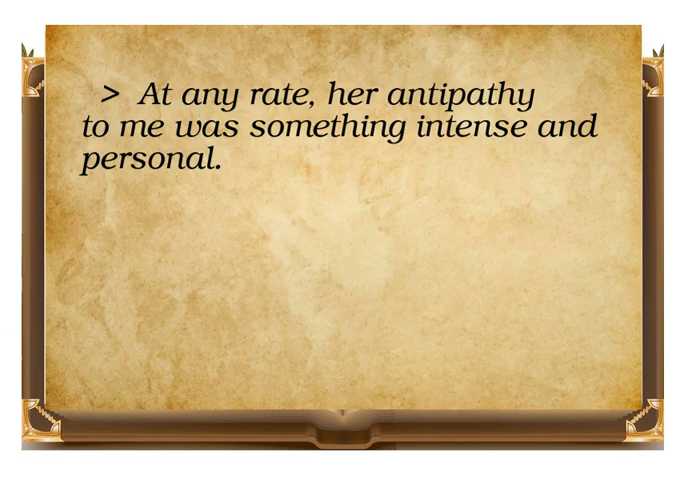 > At any rate, her antipathy
to me was something intense and
personal.